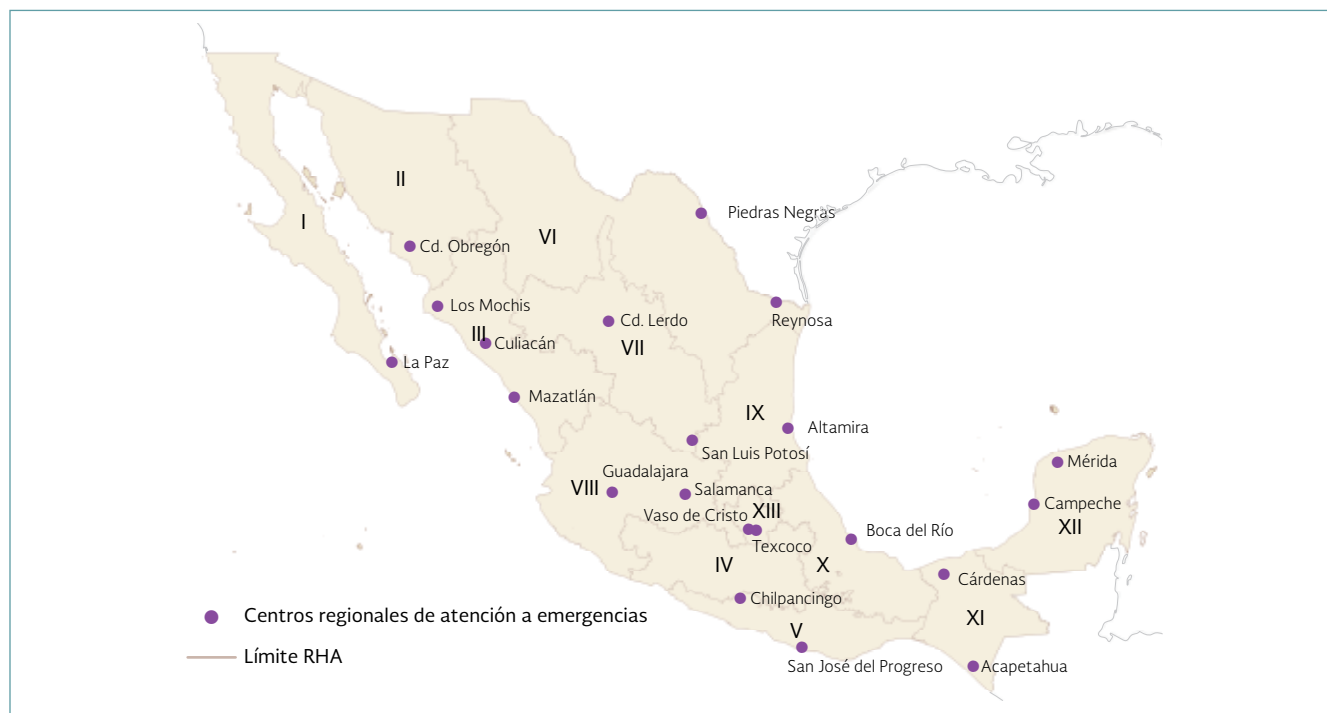 Piedras Negras
II
I
VI
Cd. Obregón
Los Mochis
Reynosa
Cd. Lerdo
III
Culiacán
VII
La Paz
Mazatlán
IX
Altamira
San Luis Potosí
Mérida
Guadalajara
VIII
Salamanca
Campeche
XIII
Vaso de Cristo
XII
Boca del Río
Texcoco
IV
X
Cárdenas
Chilpancingo
Centros regionales de atención a emergencias
XI
V
Límite RHA
San José del Progreso
Acapetahua